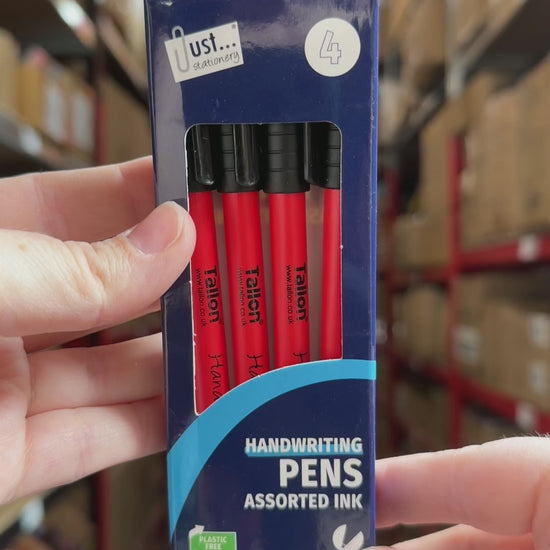 Just...
stationery
4
Tallon
www.tallon.co.uk
Tallon
www.tallon.co.uk
Tallon
www.tallon.co.uk
HANDWRITING
PENS
ASSORTED INK
PLASTIC
FREE